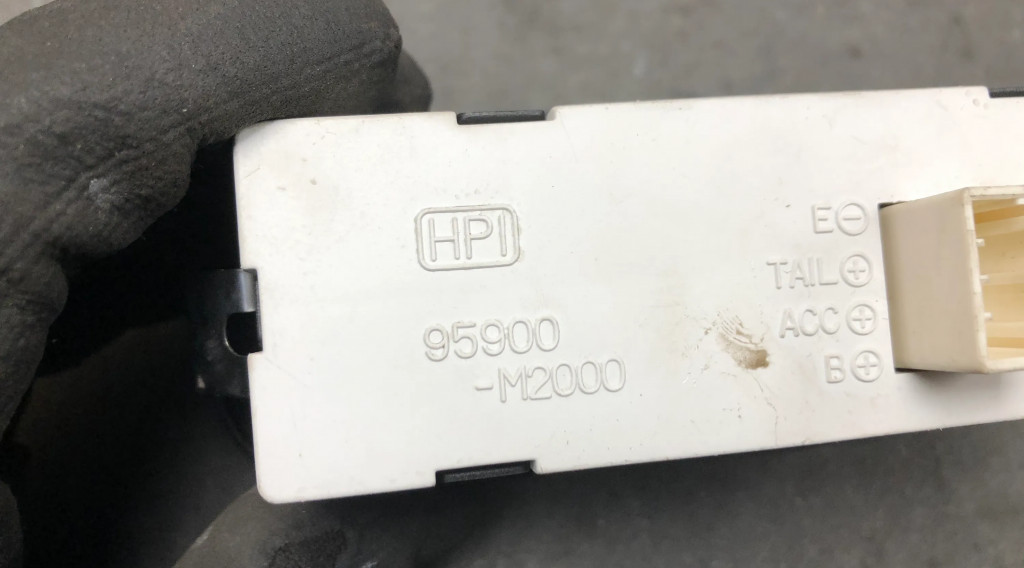 HPI
95900
-M2000
E⊖
TAIL⊕
ACC⊕
B⊕